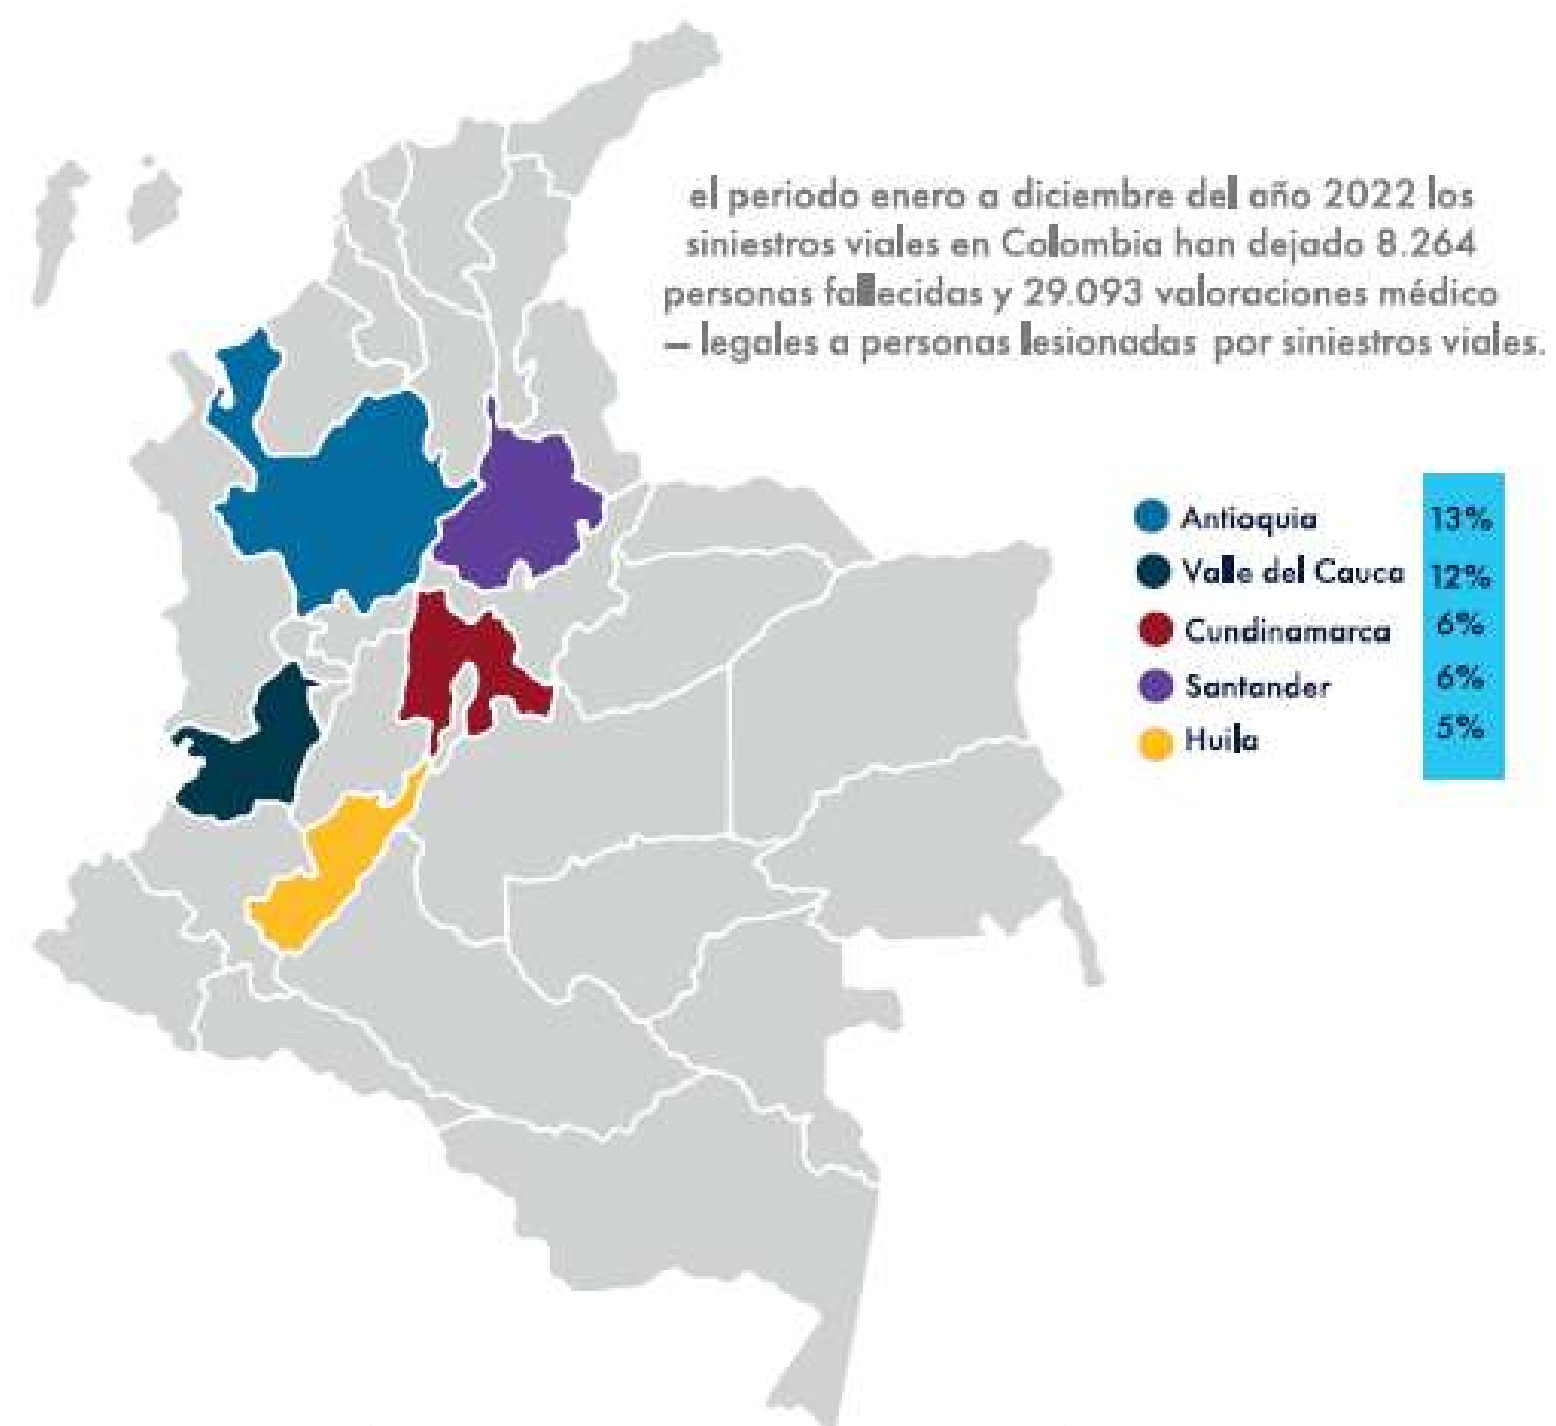 el periodo enero a diciembre del año 2022 los
siniestros viales en Colombia han dejado 8.264
personas fallecidas y 29.093 valoraciones médico
– legales a personas lesionadas por siniestros viales.
Antioquia 13%
Valle del Cauca 12%
Cundinamarca 6%
Santander 6%
Huila 5%